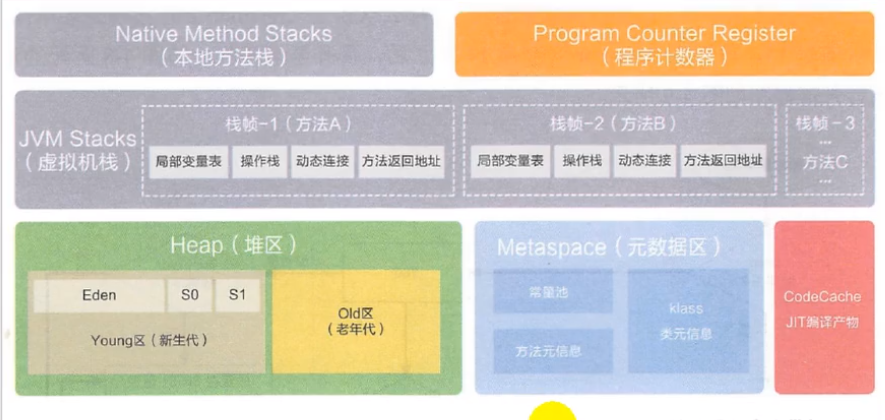 Native Method Stacks
（本地方法栈）
Program Counter Register
（程序计数器）
JVM Stacks
（虚拟机栈）
栈帧-1（方法A）
局部变量表 操作栈 动态连接 方法返回地址
栈帧-2（方法B）
局部变量表 操作栈 动态连接 方法返回地址
栈帧-3
...
方法C
...
Heap（堆区）
Eden S0 S1
Young区（新生代）
Old区
（老年代）
Metaspace（元数据区）
常量池
方法元信息
klass
类元信息
CodeCache
JIT编译产物